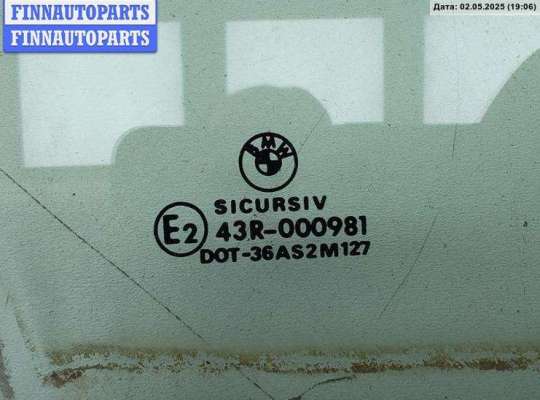 FINNAUTOPARTS
FINNAUTOPARTS
Дата: 02.05.2025 (19:06)
BMW
SICURSIV
E2 43R-000981
DOT-36AS2M127